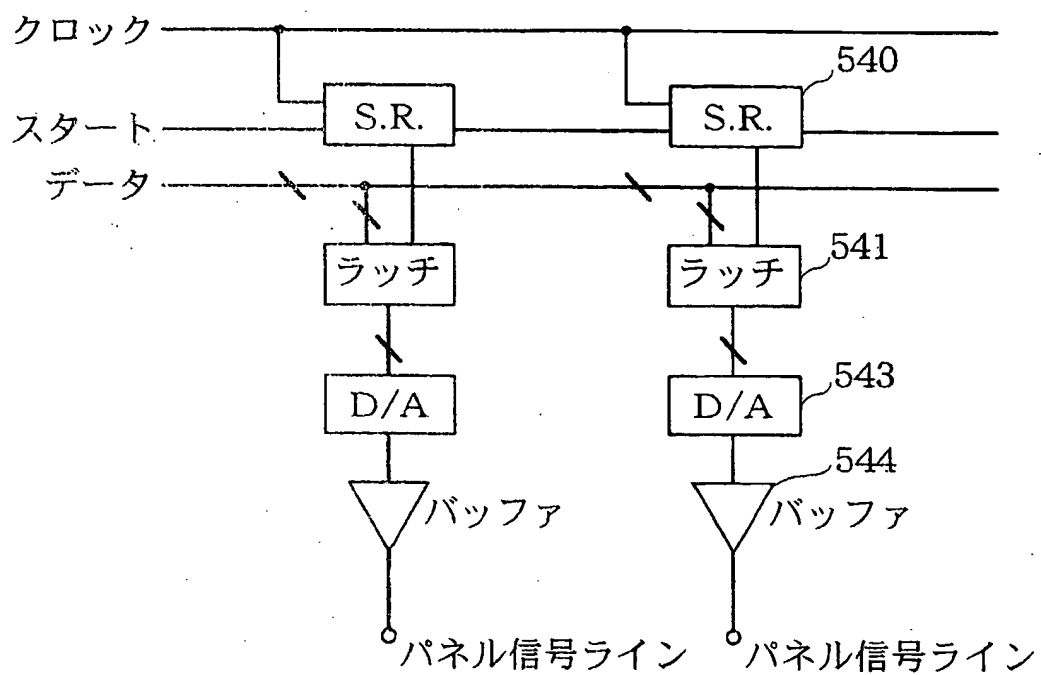 クロック
540
S.R.
S.R.
スタート
データ
541
ラッチ
ラッチ
543
D/A
D/A
544
バッファ
バッファ
パネル信号ライン
パネル信号ライン